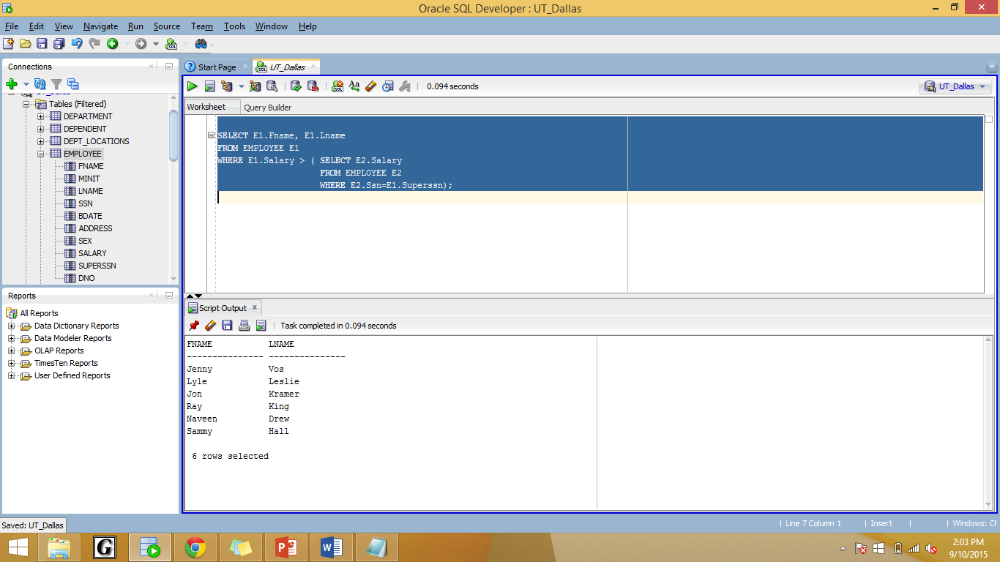 Oracle SQL Developer : UT_Dallas
File Edit View Navigate Run Source Team Tools Window Help
Connections
Tables (Filtered)
DEPARTMENT
DEPENDENT
DEPT_LOCATIONS
EMPLOYEE
FNAME
MINIT
LNAME
SSN
BDATE
ADDRESS
SEX
SALARY
SUPERSSN
DNO
Reports
All Reports
Data Dictionary Reports
Data Modeler Reports
OLAP Reports
TimesTen Reports
User Defined Reports
Start Page UT_Dallas
0.094 seconds
UT_Dallas
Worksheet Query Builder
SELECT E1.Fname, E1.Lname
FROM EMPLOYEE E1
WHERE E1.Salary > ( SELECT E2.Salary
FROM EMPLOYEE E2
WHERE E2.Ssn=E1.Superssn);
Script Output x
Task completed in 0.094 seconds
FNAME LNAME
--------------- ---------------
Jenny Vos
Lyle Leslie
Jon Kramer
Ray King
Naveen Drew
Sammy Hall
6 rows selected
Saved: UT_Dallas
Line 7 Column 1 | Insert | Windows:
2:03 PM
9/10/2015